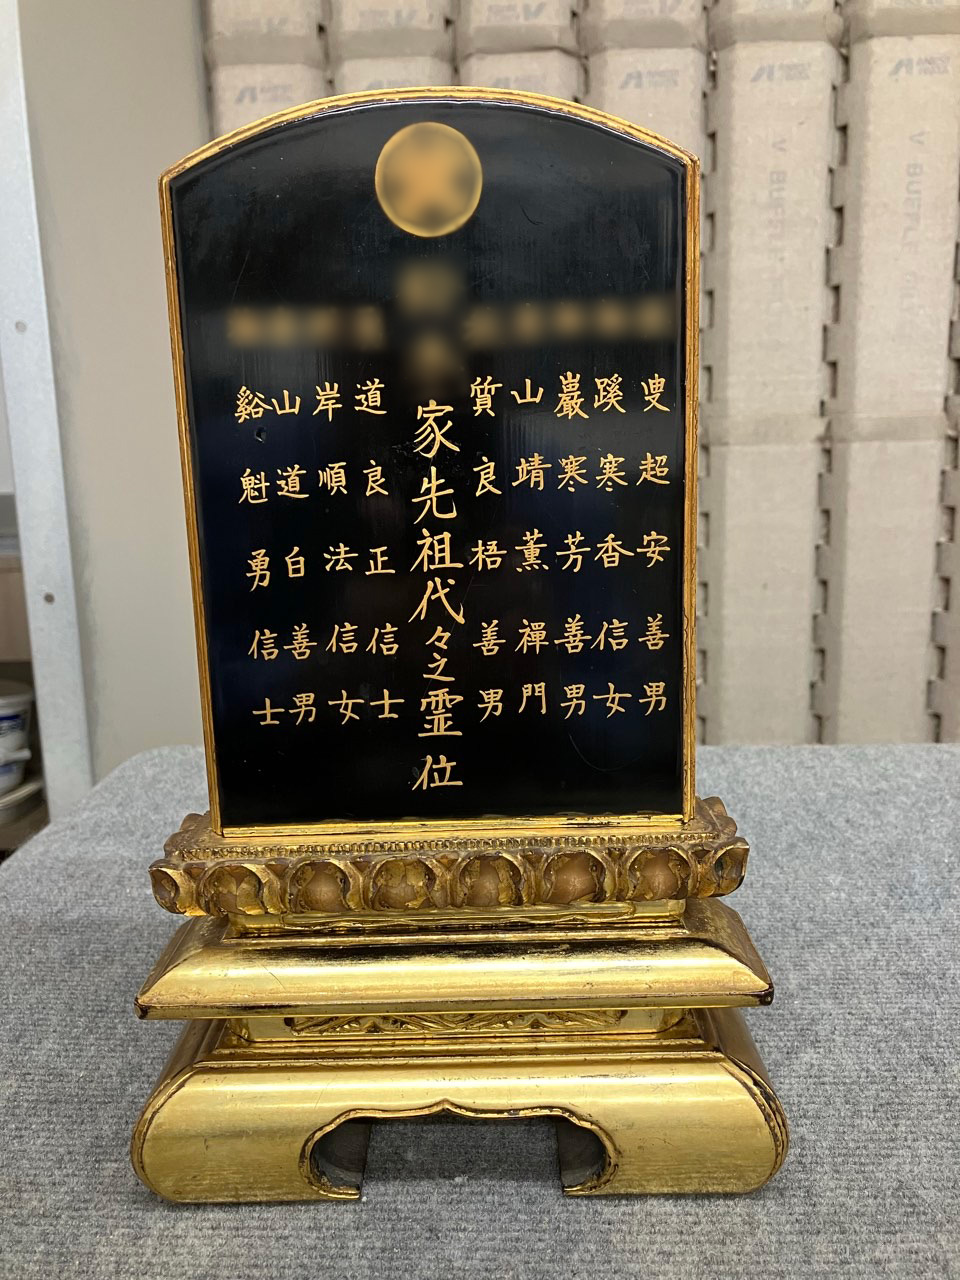 叟超安善男
蹊寒香信女
巖寒芳善男
山靖薫禪門
質良梧善男
家先祖代々之霊位
道良正信士
岸順法信女
山道白善男
谿魁勇信士